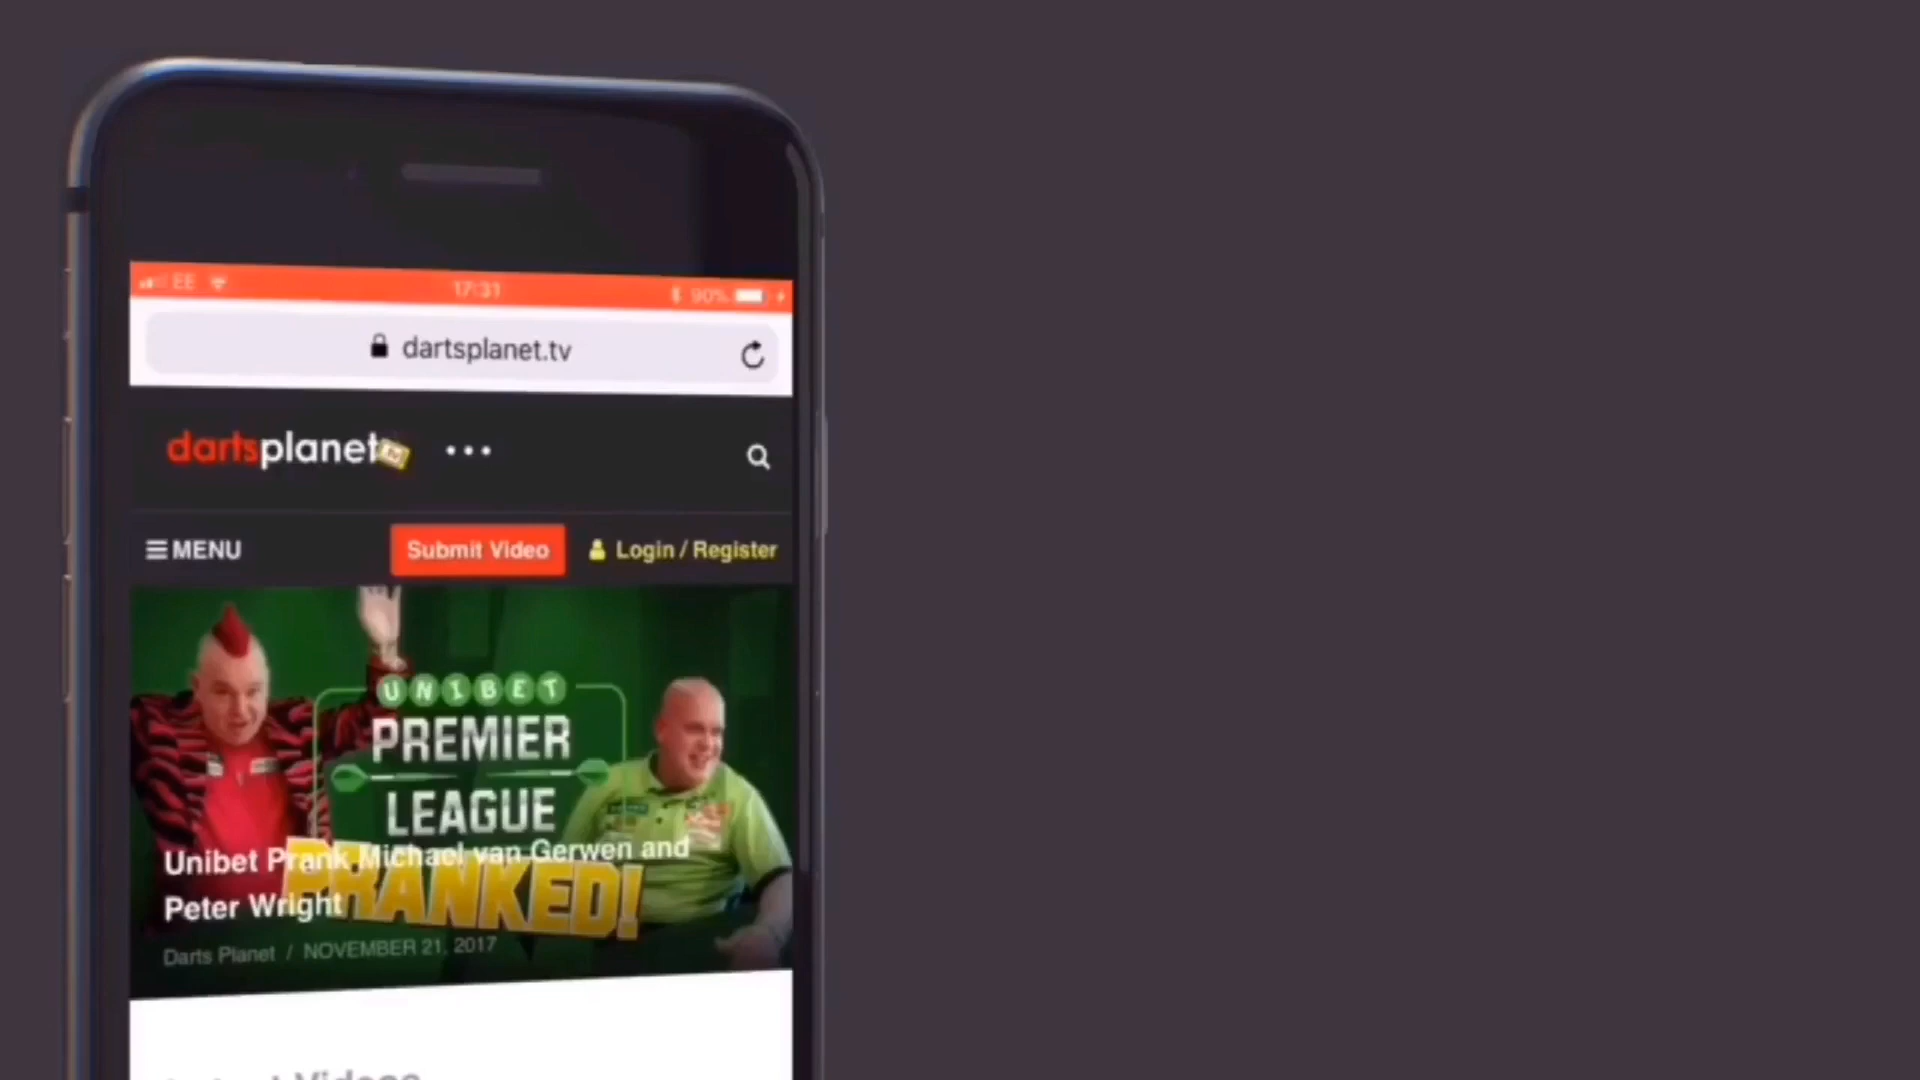 EE 17:31 90%
dartsplanet.tv
dartsplanet
MENU Submit Video Login / Register
UNIBET
PREMIER
LEAGUE
PRANKED!
Unibet Prank Michael van Gerwen and
Peter Wright
Darts Planet / NOVEMBER 21, 2017
Videos